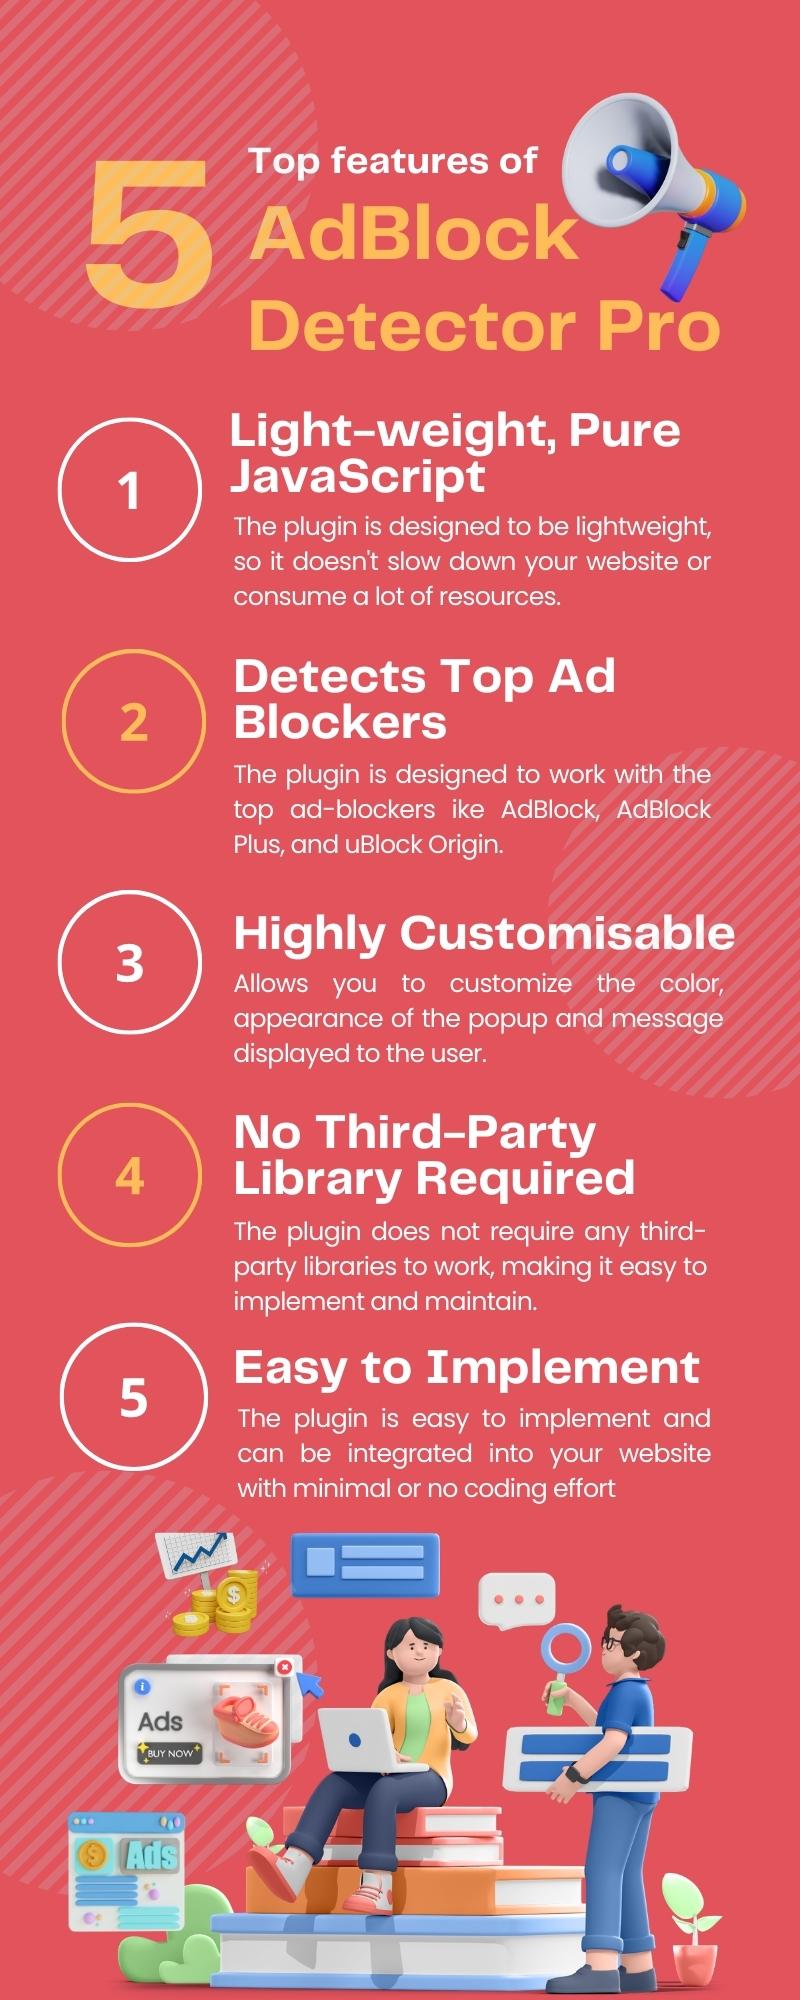 5
Top features of
AdBlock
Detector Pro
1
Light-weight, Pure
JavaScript
The plugin is designed to be lightweight,
so it doesn't slow down your website or
consume a lot of resources.
2
Detects Top Ad
Blockers
The plugin is designed to work with the
top ad-blockers ike AdBlock, AdBlock
Plus, and uBlock Origin.
3
Highly Customisable
Allows you to customize the color,
appearance of the popup and message
displayed to the user.
4
No Third-Party
Library Required
The plugin does not require any third-
party libraries to work, making it easy to
implement and maintain.
5
Easy to Implement
The plugin is easy to implement and
can be integrated into your website
with minimal or no coding effort
$
i
Ads
BUY NOW
$
Ads